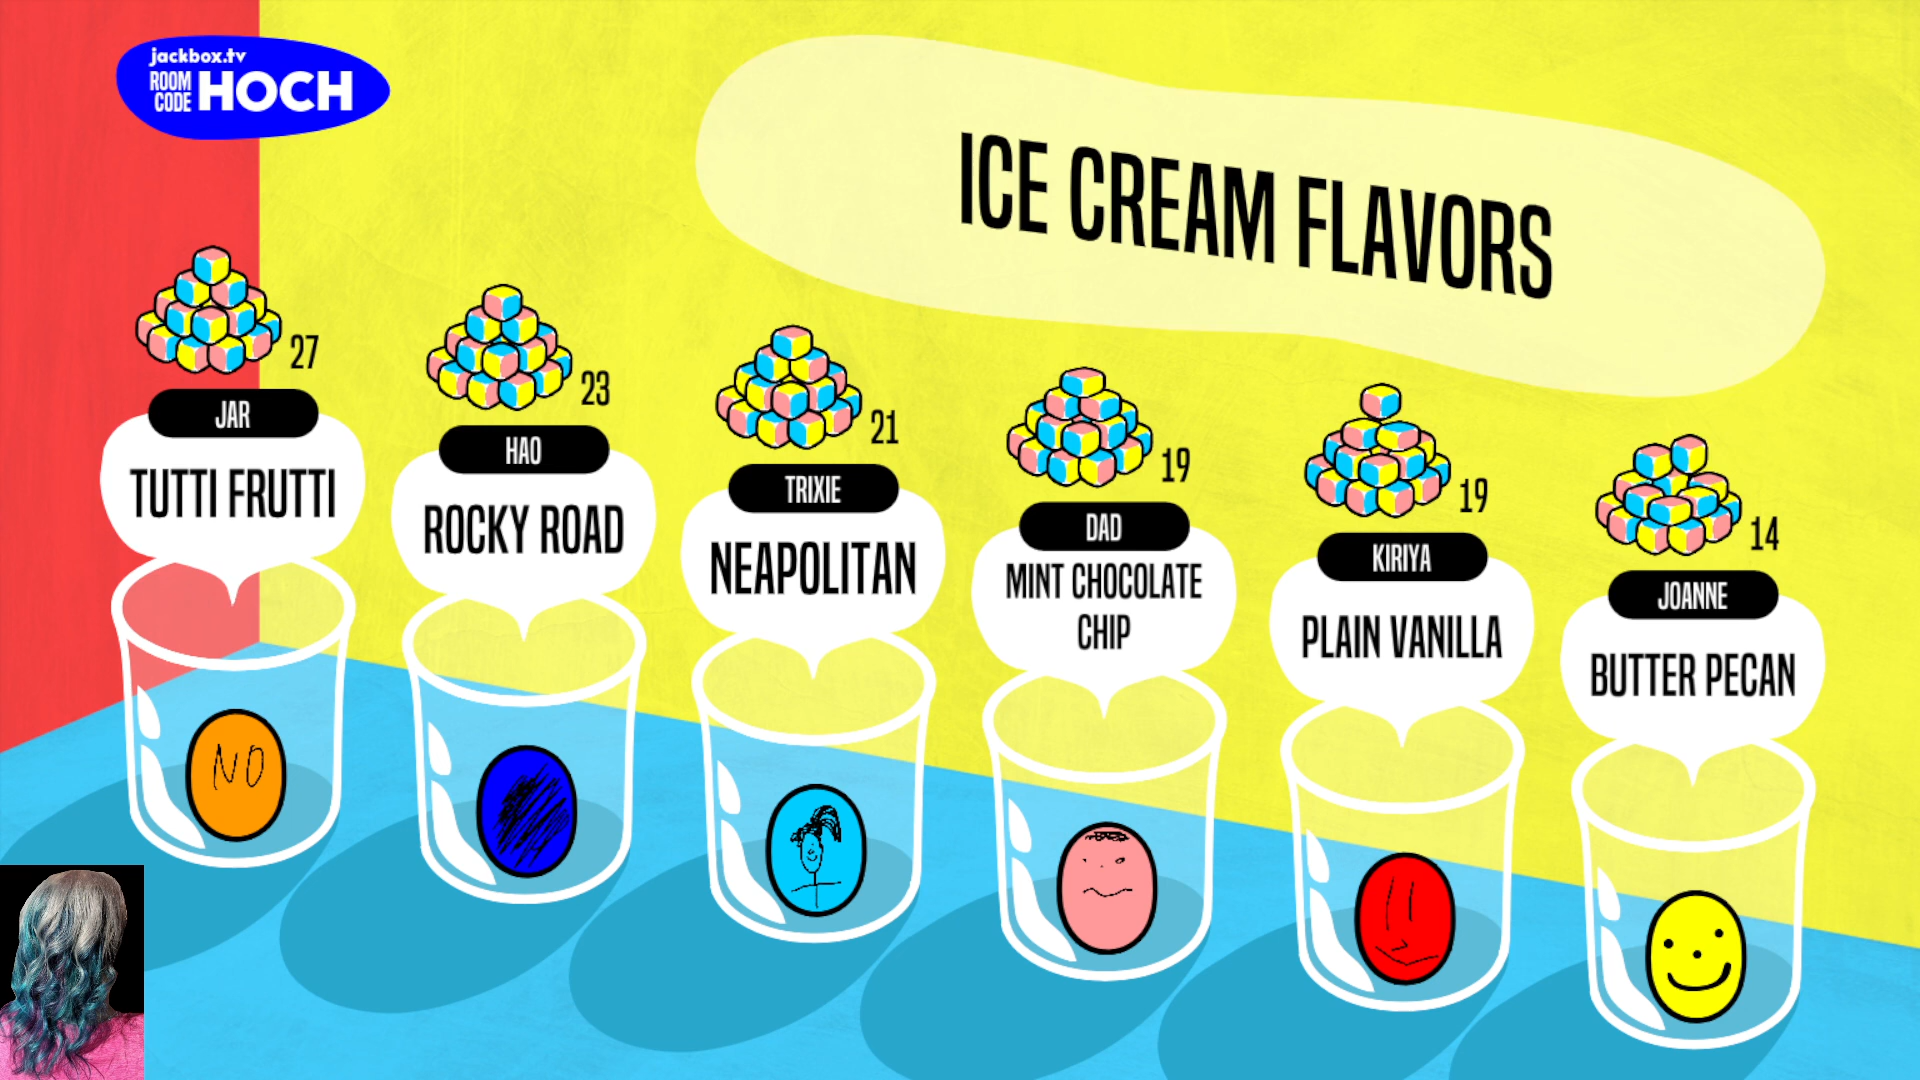 jackbox.tv
ROOM CODE HOCH
ICE CREAM FLAVORS
27
JAR
TUTTI FRUTTI
NO
23
HAO
ROCKY ROAD
21
TRIXIE
NEAPOLITAN
19
DAD
MINT CHOCOLATE
CHIP
19
KIRIYA
PLAIN VANILLA
14
JOANNE
BUTTER PECAN